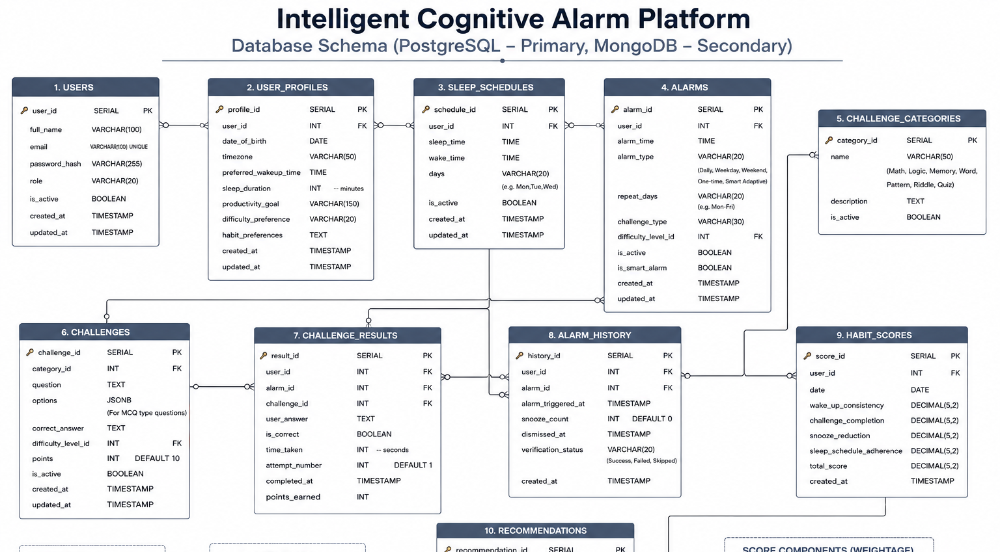 Intelligent Cognitive Alarm Platform
Database Schema (PostgreSQL – Primary, MongoDB – Secondary)
1. USERS
user_id SERIAL PK
full_name VARCHAR(100)
email VARCHAR(100) UNIQUE
password_hash VARCHAR(255)
role VARCHAR(20)
is_active BOOLEAN
created_at TIMESTAMP
updated_at TIMESTAMP
2. USER_PROFILES
profile_id SERIAL PK
user_id INT FK
date_of_birth DATE
timezone VARCHAR(50)
preferred_wakeup_time TIME
sleep_duration INT -- minutes
productivity_goal VARCHAR(150)
difficulty_preference VARCHAR(20)
habit_preferences TEXT
created_at TIMESTAMP
updated_at TIMESTAMP
3. SLEEP_SCHEDULES
schedule_id SERIAL PK
user_id INT FK
sleep_time TIME
wake_time TIME
days VARCHAR(20)
(e.g. Mon,Tue,Wed)
is_active BOOLEAN
created_at TIMESTAMP
updated_at TIMESTAMP
4. ALARMS
alarm_id SERIAL PK
user_id INT FK
alarm_time TIME
alarm_type VARCHAR(20)
(Daily, Weekday, Weekend,
One-time, Smart Adaptive)
repeat_days VARCHAR(20)
(e.g. Mon-Fri)
challenge_type VARCHAR(30)
difficulty_level_id INT FK
is_active BOOLEAN
is_smart_alarm BOOLEAN
created_at TIMESTAMP
updated_at TIMESTAMP
5. CHALLENGE_CATEGORIES
category_id SERIAL PK
name VARCHAR(50)
(Math, Logic, Memory, Word,
Pattern, Riddle, Quiz)
description TEXT
is_active BOOLEAN
6. CHALLENGES
challenge_id SERIAL PK
category_id INT FK
question TEXT
options JSONB
(For MCQ type questions)
correct_answer TEXT
difficulty_level_id INT FK
points INT DEFAULT 10
is_active BOOLEAN
created_at TIMESTAMP
updated_at TIMESTAMP
7. CHALLENGE_RESULTS
result_id SERIAL PK
user_id INT FK
alarm_id INT FK
challenge_id INT FK
user_answer TEXT
is_correct BOOLEAN
time_taken INT -- seconds
attempt_number INT DEFAULT 1
completed_at TIMESTAMP
points_earned INT
8. ALARM_HISTORY
history_id SERIAL PK
user_id INT FK
alarm_id INT FK
alarm_triggered_at TIMESTAMP
snooze_count INT DEFAULT 0
dismissed_at TIMESTAMP
verification_status VARCHAR(20)
(Success, Failed, Skipped)
created_at TIMESTAMP
9. HABIT_SCORES
score_id SERIAL PK
user_id INT FK
date DATE
wake_up_consistency DECIMAL(5,2)
challenge_completion DECIMAL(5,2)
snooze_reduction DECIMAL(5,2)
sleep_schedule_adherence DECIMAL(5,2)
total_score DECIMAL(5,2)
created_at TIMESTAMP
10. RECOMMENDATIONS
recommendation_id SERIAL PK
SCORE COMPONENTS (WEIGHTAGE)